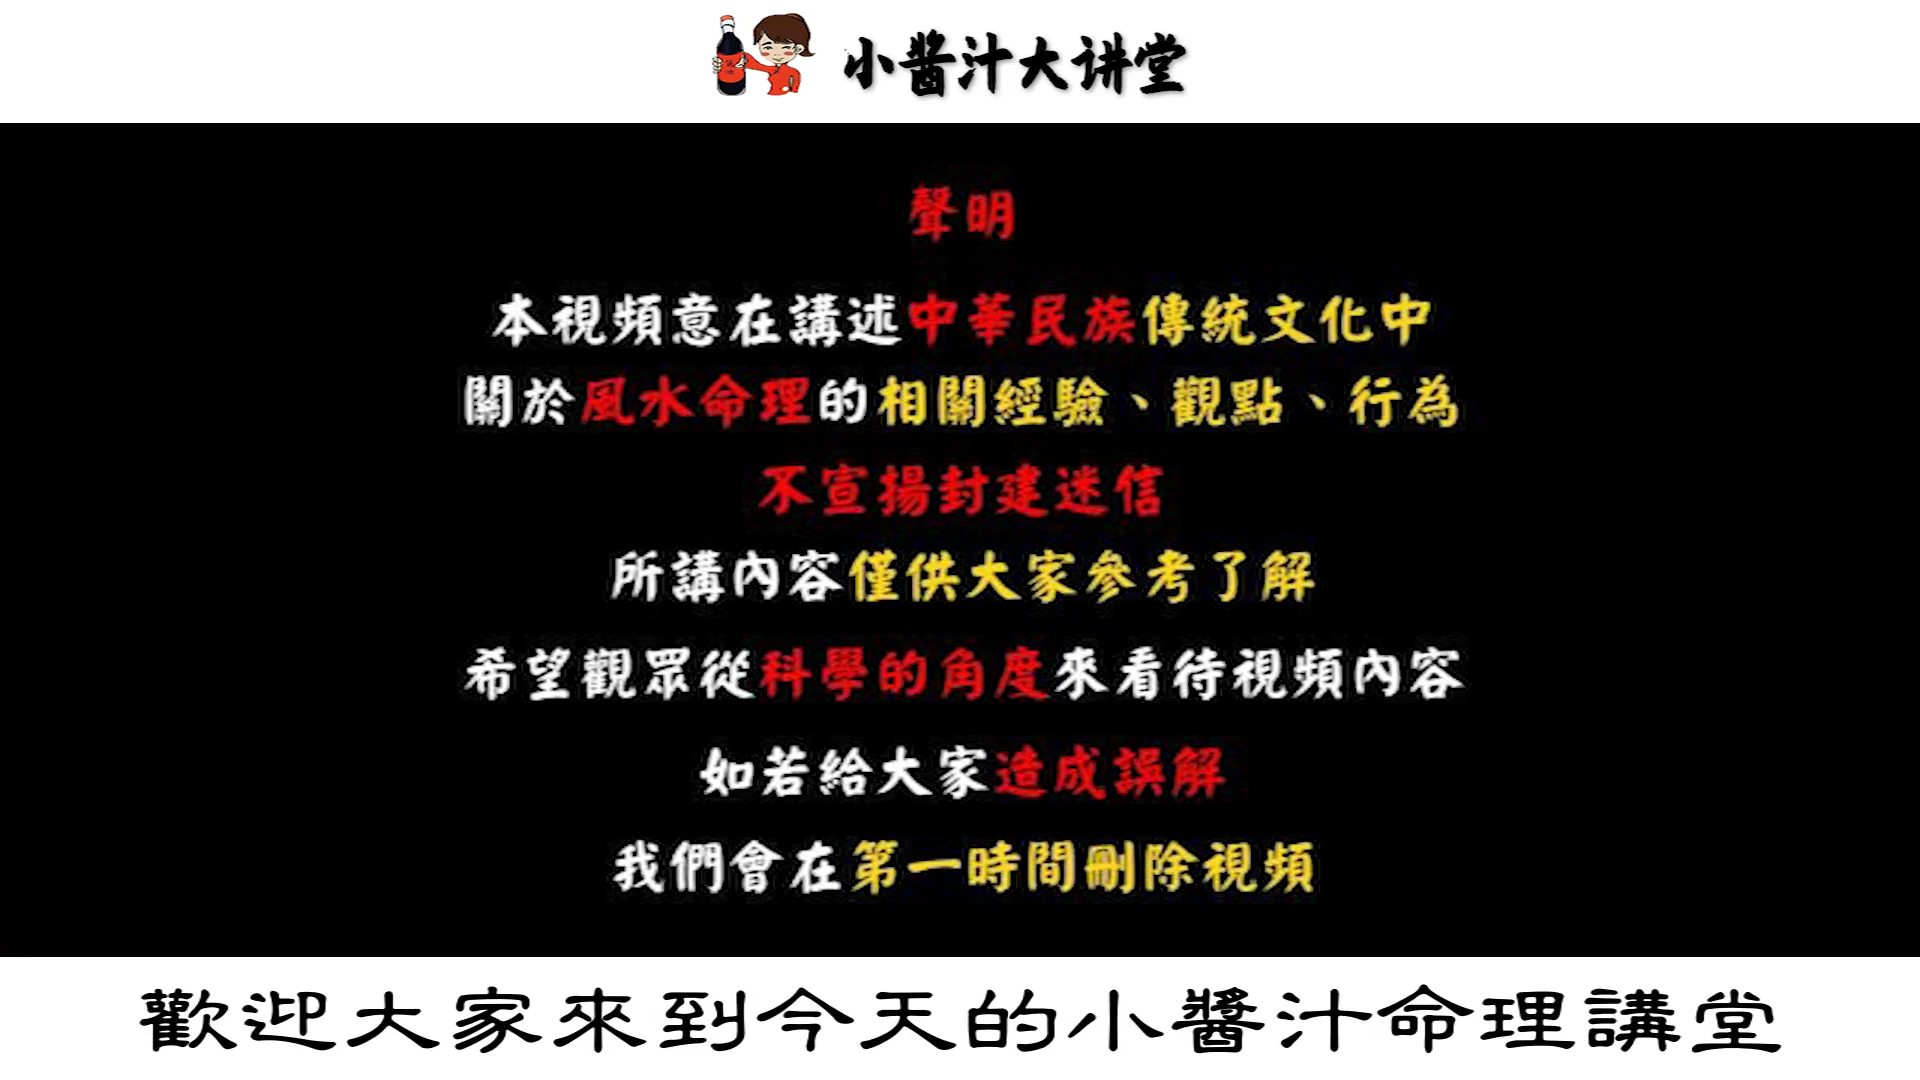 小酱汁大讲堂
聲明
本視頻意在講述中華民族傳統文化中
關於風水命理的相關經驗、觀點、行為
不宣揚封建迷信
所講內容僅供大家參考了解
希望觀眾從科學的角度來看待視頻內容
如若給大家造成誤解
我們會在第一時間刪除視頻
歡迎大家來到今天的小醬汁命理講堂